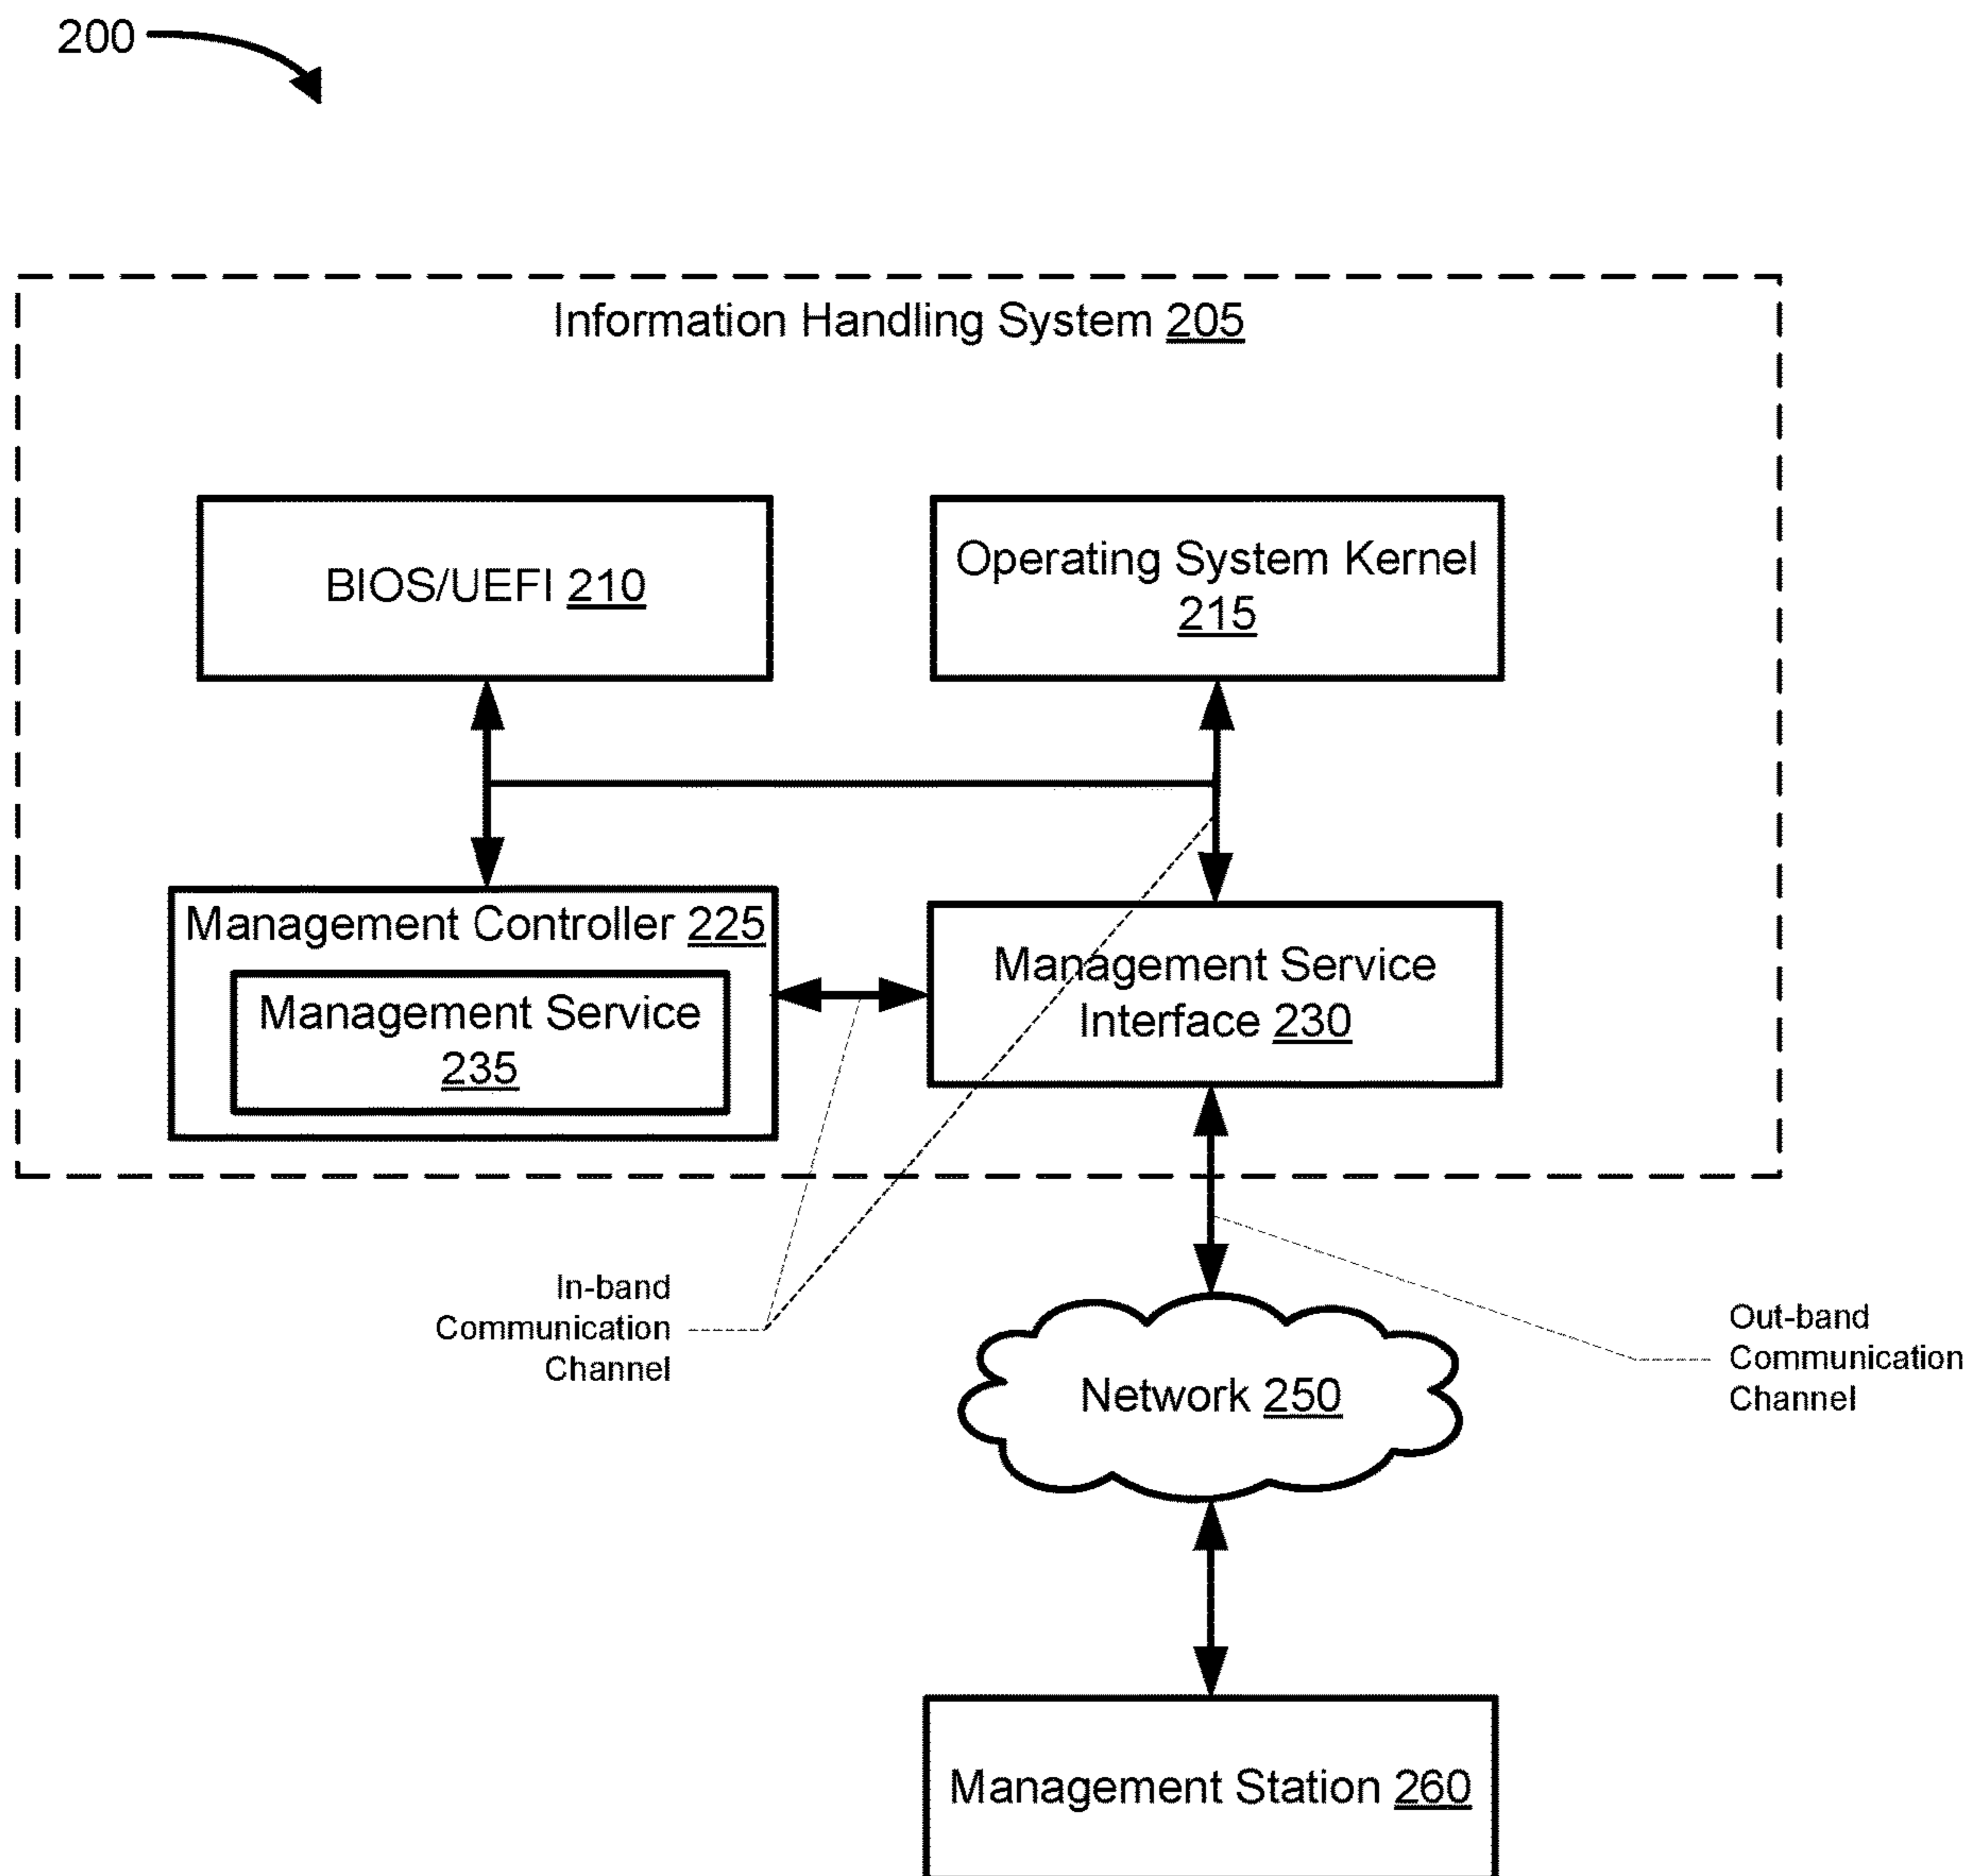 200
Information Handling System 205
BIOS/UEFI 210
Operating System Kernel
215
Management Controller 225
Management Service
235
Management Service
Interface 230
In-band
Communication
Channel
Out-band
Communication
Channel
Network 250
Management Station 260